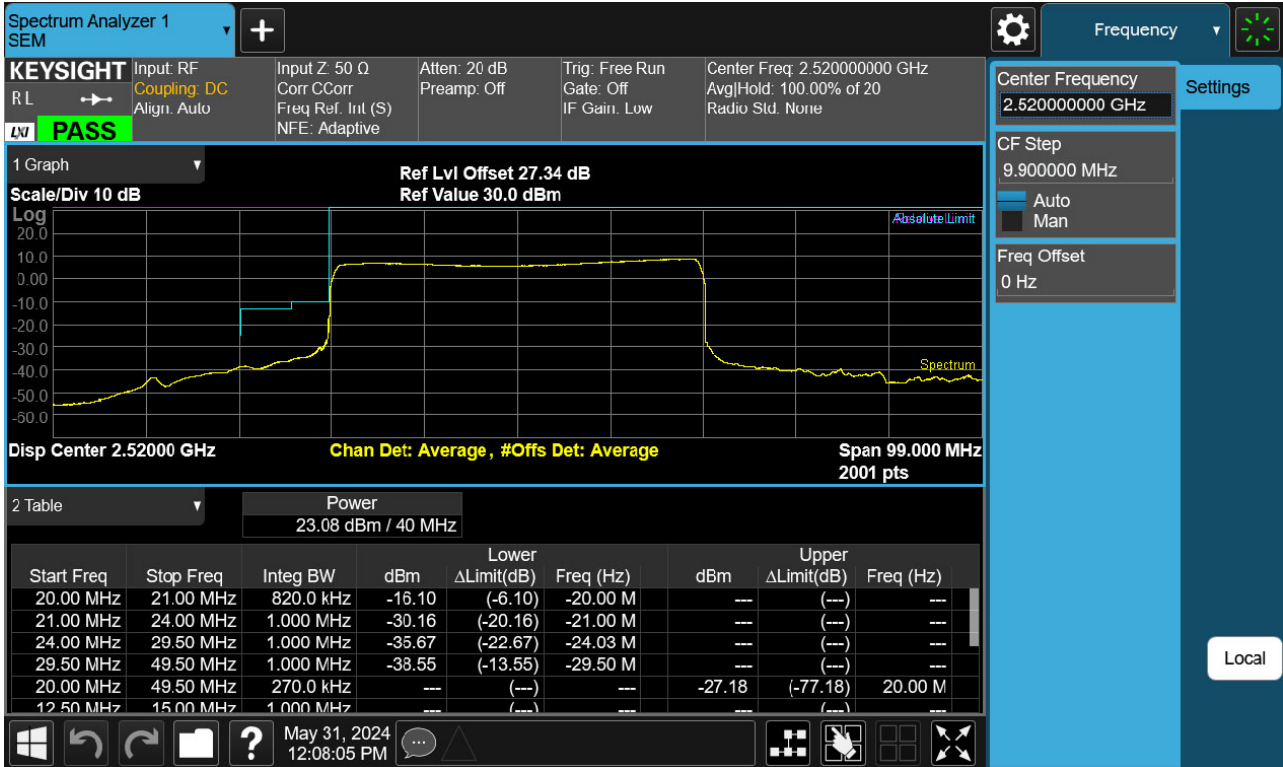 Spectrum Analyzer 1
SEM
+
Frequency
KEYSIGHT
RL
LXI
PASS
Input: RF
Coupling: DC
Align: Auto
Input Z: 50 Ω
Corr CCorr
Freq Ref: Int (S)
NFE: Adaptive
Atten: 20 dB
Preamp: Off
Trig: Free Run
Gate: Off
IF Gain: Low
Center Freq: 2.520000000 GHz
Avg|Hold: 100.00% of 20
Radio Std: None
Center Frequency
2.520000000 GHz
Settings
CF Step
9.900000 MHz
Auto
Man
Freq Offset
0 Hz
Local
1 Graph
Scale/Div 10 dB
Ref Lvl Offset 27.34 dB
Ref Value 30.0 dBm
Log
20.0
10.0
0.00
-10.0
-20.0
-30.0
-40.0
-50.0
-60.0
Limit
Spectrum
Disp Center 2.52000 GHz
Chan Det: Average, #Offs Det: Average
Span 99.000 MHz
2001 pts
2 Table
Power
23.08 dBm / 40 MHz
Lower Upper
Start Freq Stop Freq Integ BW dBm ΔLimit(dB) Freq (Hz) dBm ΔLimit(dB) Freq (Hz)
20.00 MHz 21.00 MHz 820.0 kHz -16.10 (-6.10) -20.00 M --- (---) ---
21.00 MHz 24.00 MHz 1.000 MHz -30.16 (-20.16) -21.00 M --- (---) ---
24.00 MHz 29.50 MHz 1.000 MHz -35.67 (-22.67) -24.03 M --- (---) ---
29.50 MHz 49.50 MHz 1.000 MHz -38.55 (-13.55) -29.50 M --- (---) ---
20.00 MHz 49.50 MHz 270.0 kHz --- (---) --- -27.18 (-77.18) 20.00 M
12.50 MHz 15.00 MHz 1.000 MHz --- (---) --- --- (---) ---
?
May 31, 2024
12:08:05 PM